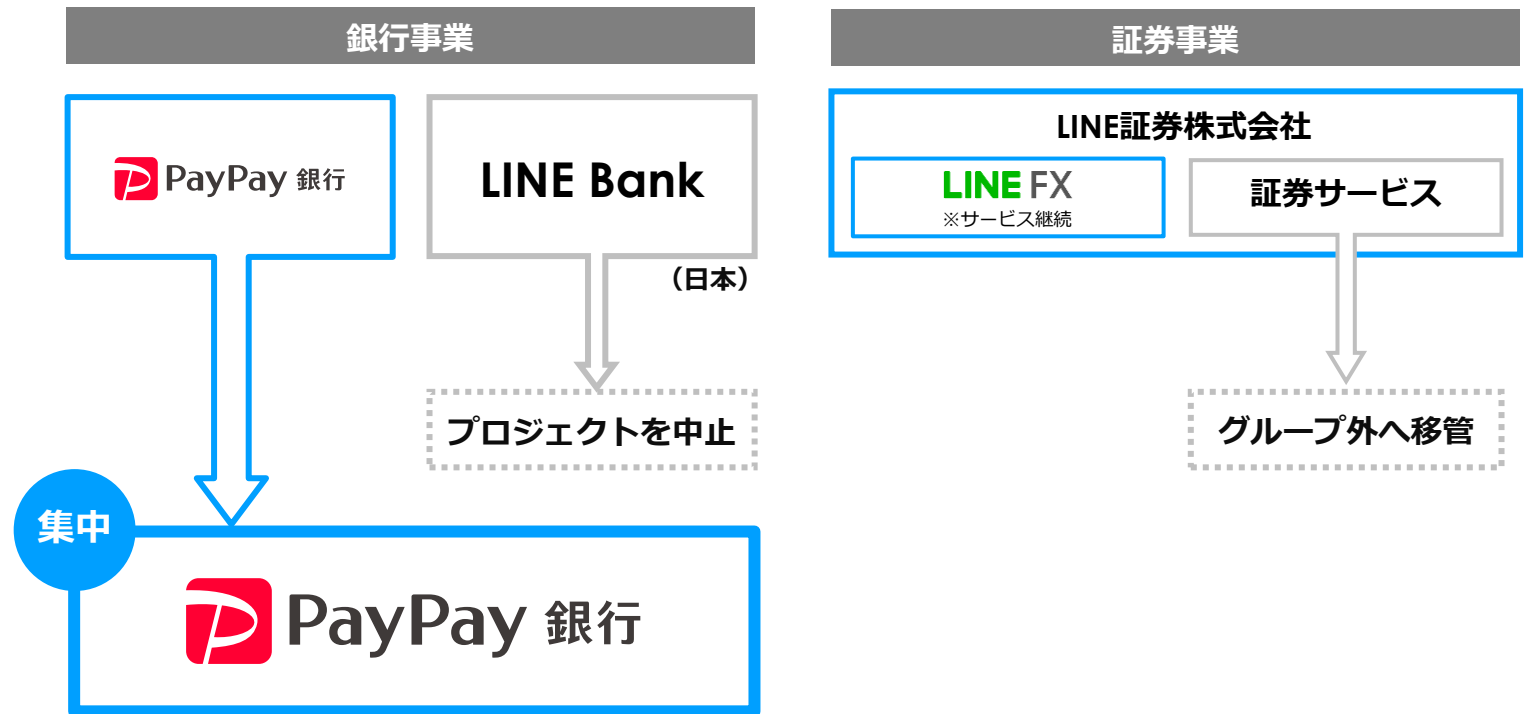 銀行事業
PayPay 銀行
LINE Bank
（日本）
プロジェクトを中止
集中
PayPay 銀行
証券事業
LINE証券株式会社
LINE FX
※サービス継続
証券サービス
グループ外へ移管